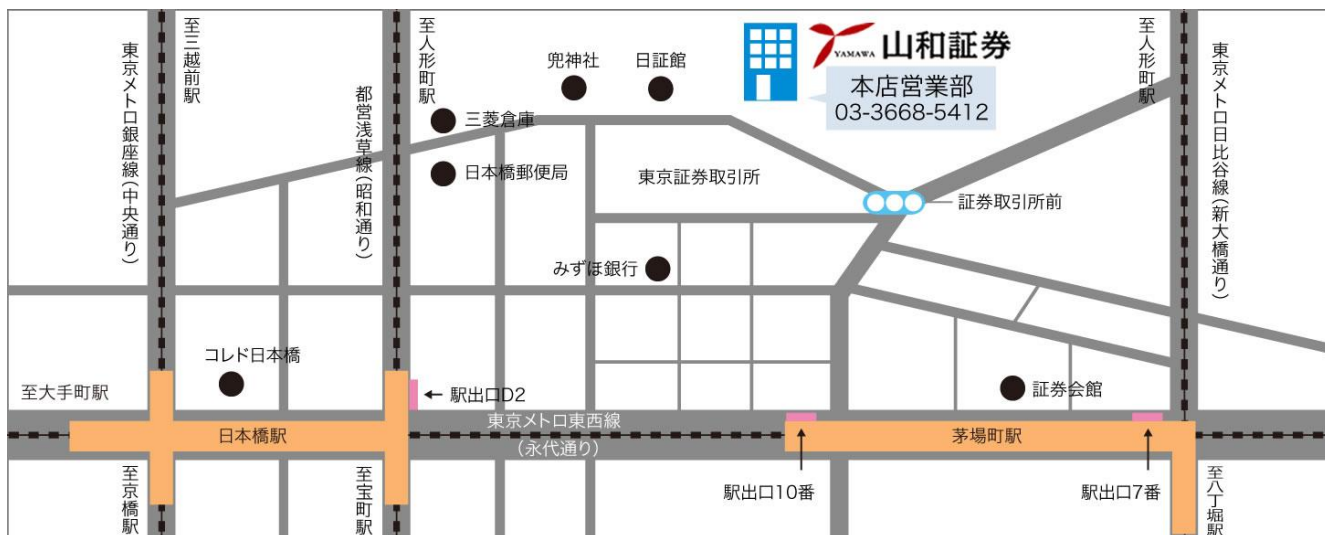 至三越前駅
東京メトロ銀座線(中央通り)
至人形町駅
都営浅草線(昭和通り)
兜神社
日証館
YAMAWA 山和証券
本店営業部
03-3668-5412
至人形町駅
東京メトロ日比谷線(新大橋通り)
三菱倉庫
日本橋郵便局
東京証券取引所
証券取引所前
みずほ銀行
コレド日本橋
至大手町駅
駅出口D2
証券会館
東京メトロ東西線
(永代通り)
日本橋駅
茅場町駅
至京橋駅
至宝町駅
駅出口10番
駅出口7番
至八丁堀駅